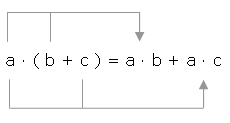 a · ( b + c ) = a · b + a · c